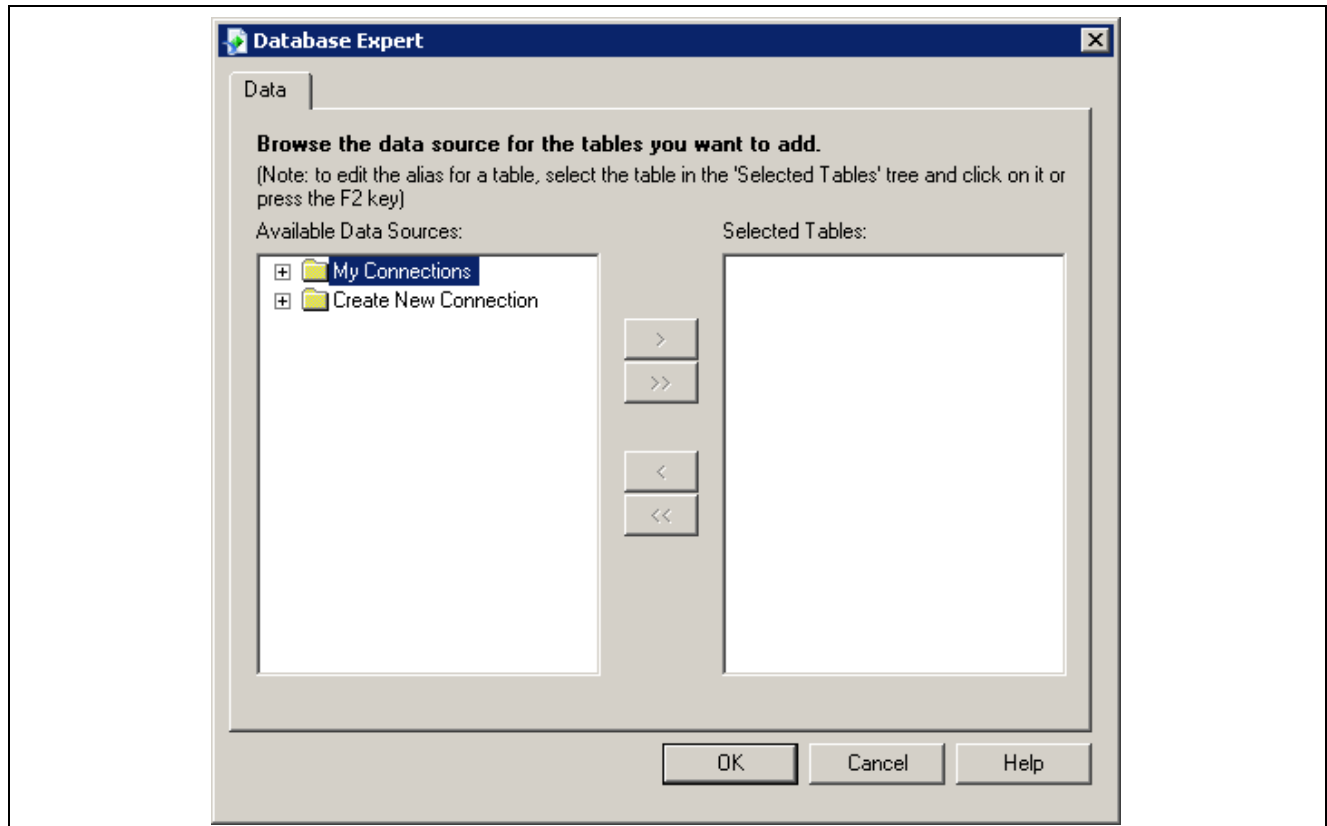 Database Expert
Data
Browse the data source for the tables you want to add.
(Note: to edit the alias for a table, select the table in the 'Selected Tables' tree and click on it or
press the F2 key)
Available Data Sources:
Selected Tables:
My Connections
Create New Connection
>
>>
<
<<
OK
Cancel
Help